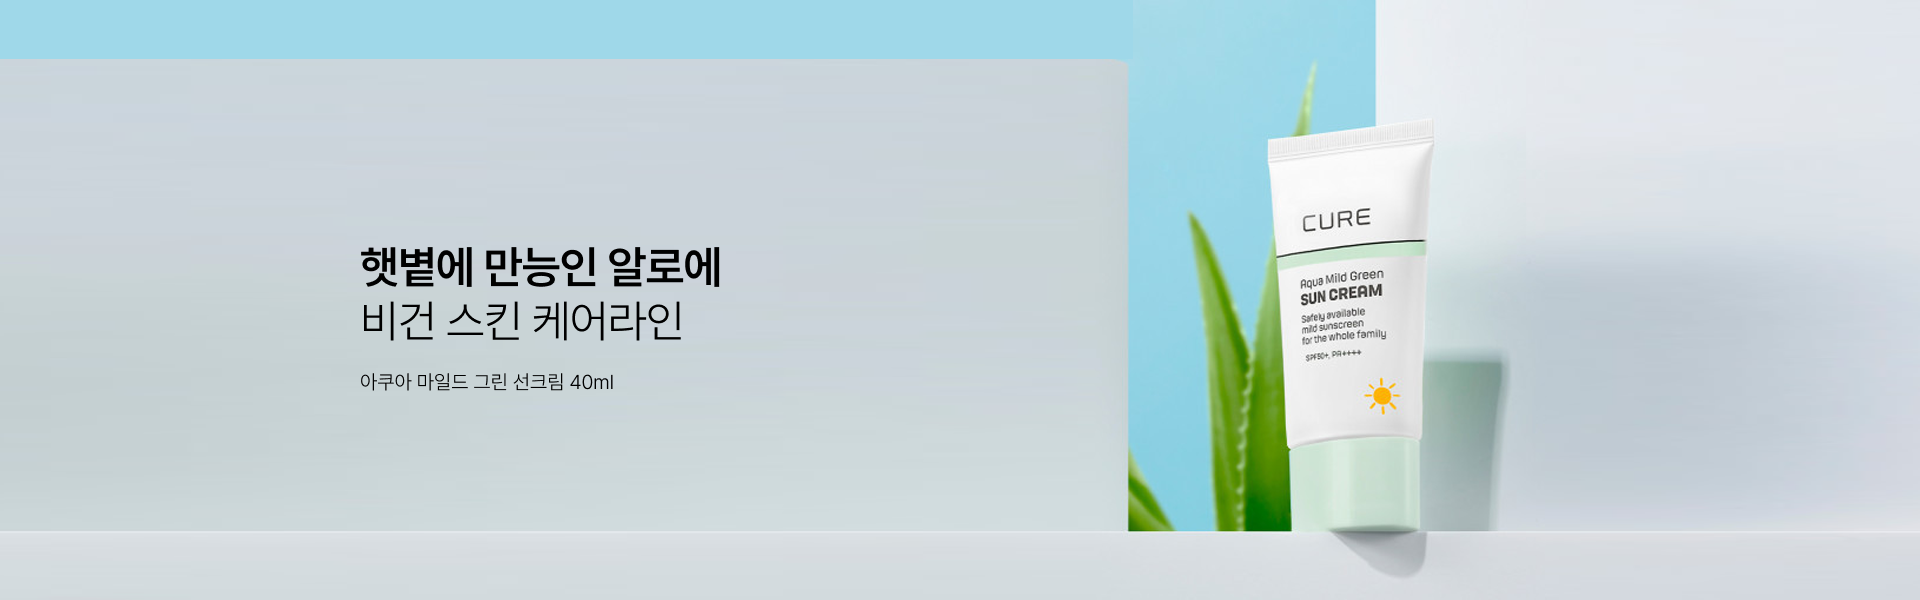 햇볕에 만능인 알로에
비건 스킨 케어라인
아쿠아 마일드 그린 선크림 40ml
CURE
Aqua Mild Green
SUN CREAM
Safely available
mild sunscreen
for the whole family
SPF50+, PA++++